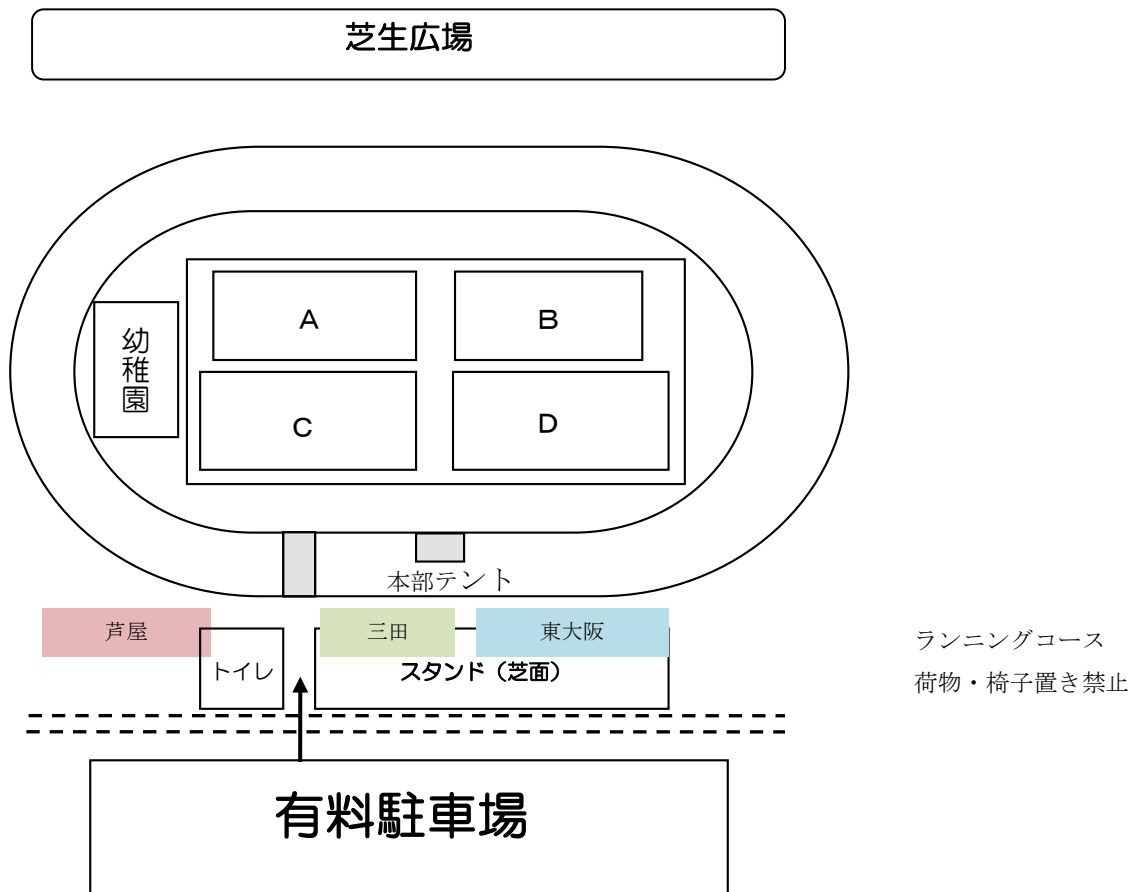 芝生広場
A
B
幼稚園
C
D
本部テント
芦屋
三田
東大阪
トイレ
スタンド（芝面）
ランニングコース
荷物・椅子置き禁止
有料駐車場